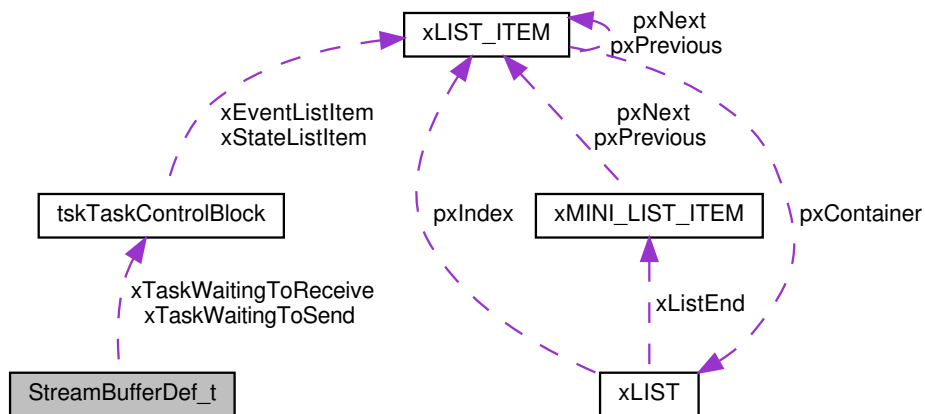 xLIST_ITEM
pxNext
pxPrevious
xEventListItem
xStateListItem
pxNext
pxPrevious
tskTaskControlBlock
pxIndex
xMINI_LIST_ITEM
pxContainer
xTaskWaitingToReceive
xTaskWaitingToSend
xListEnd
StreamBufferDef_t
xLIST